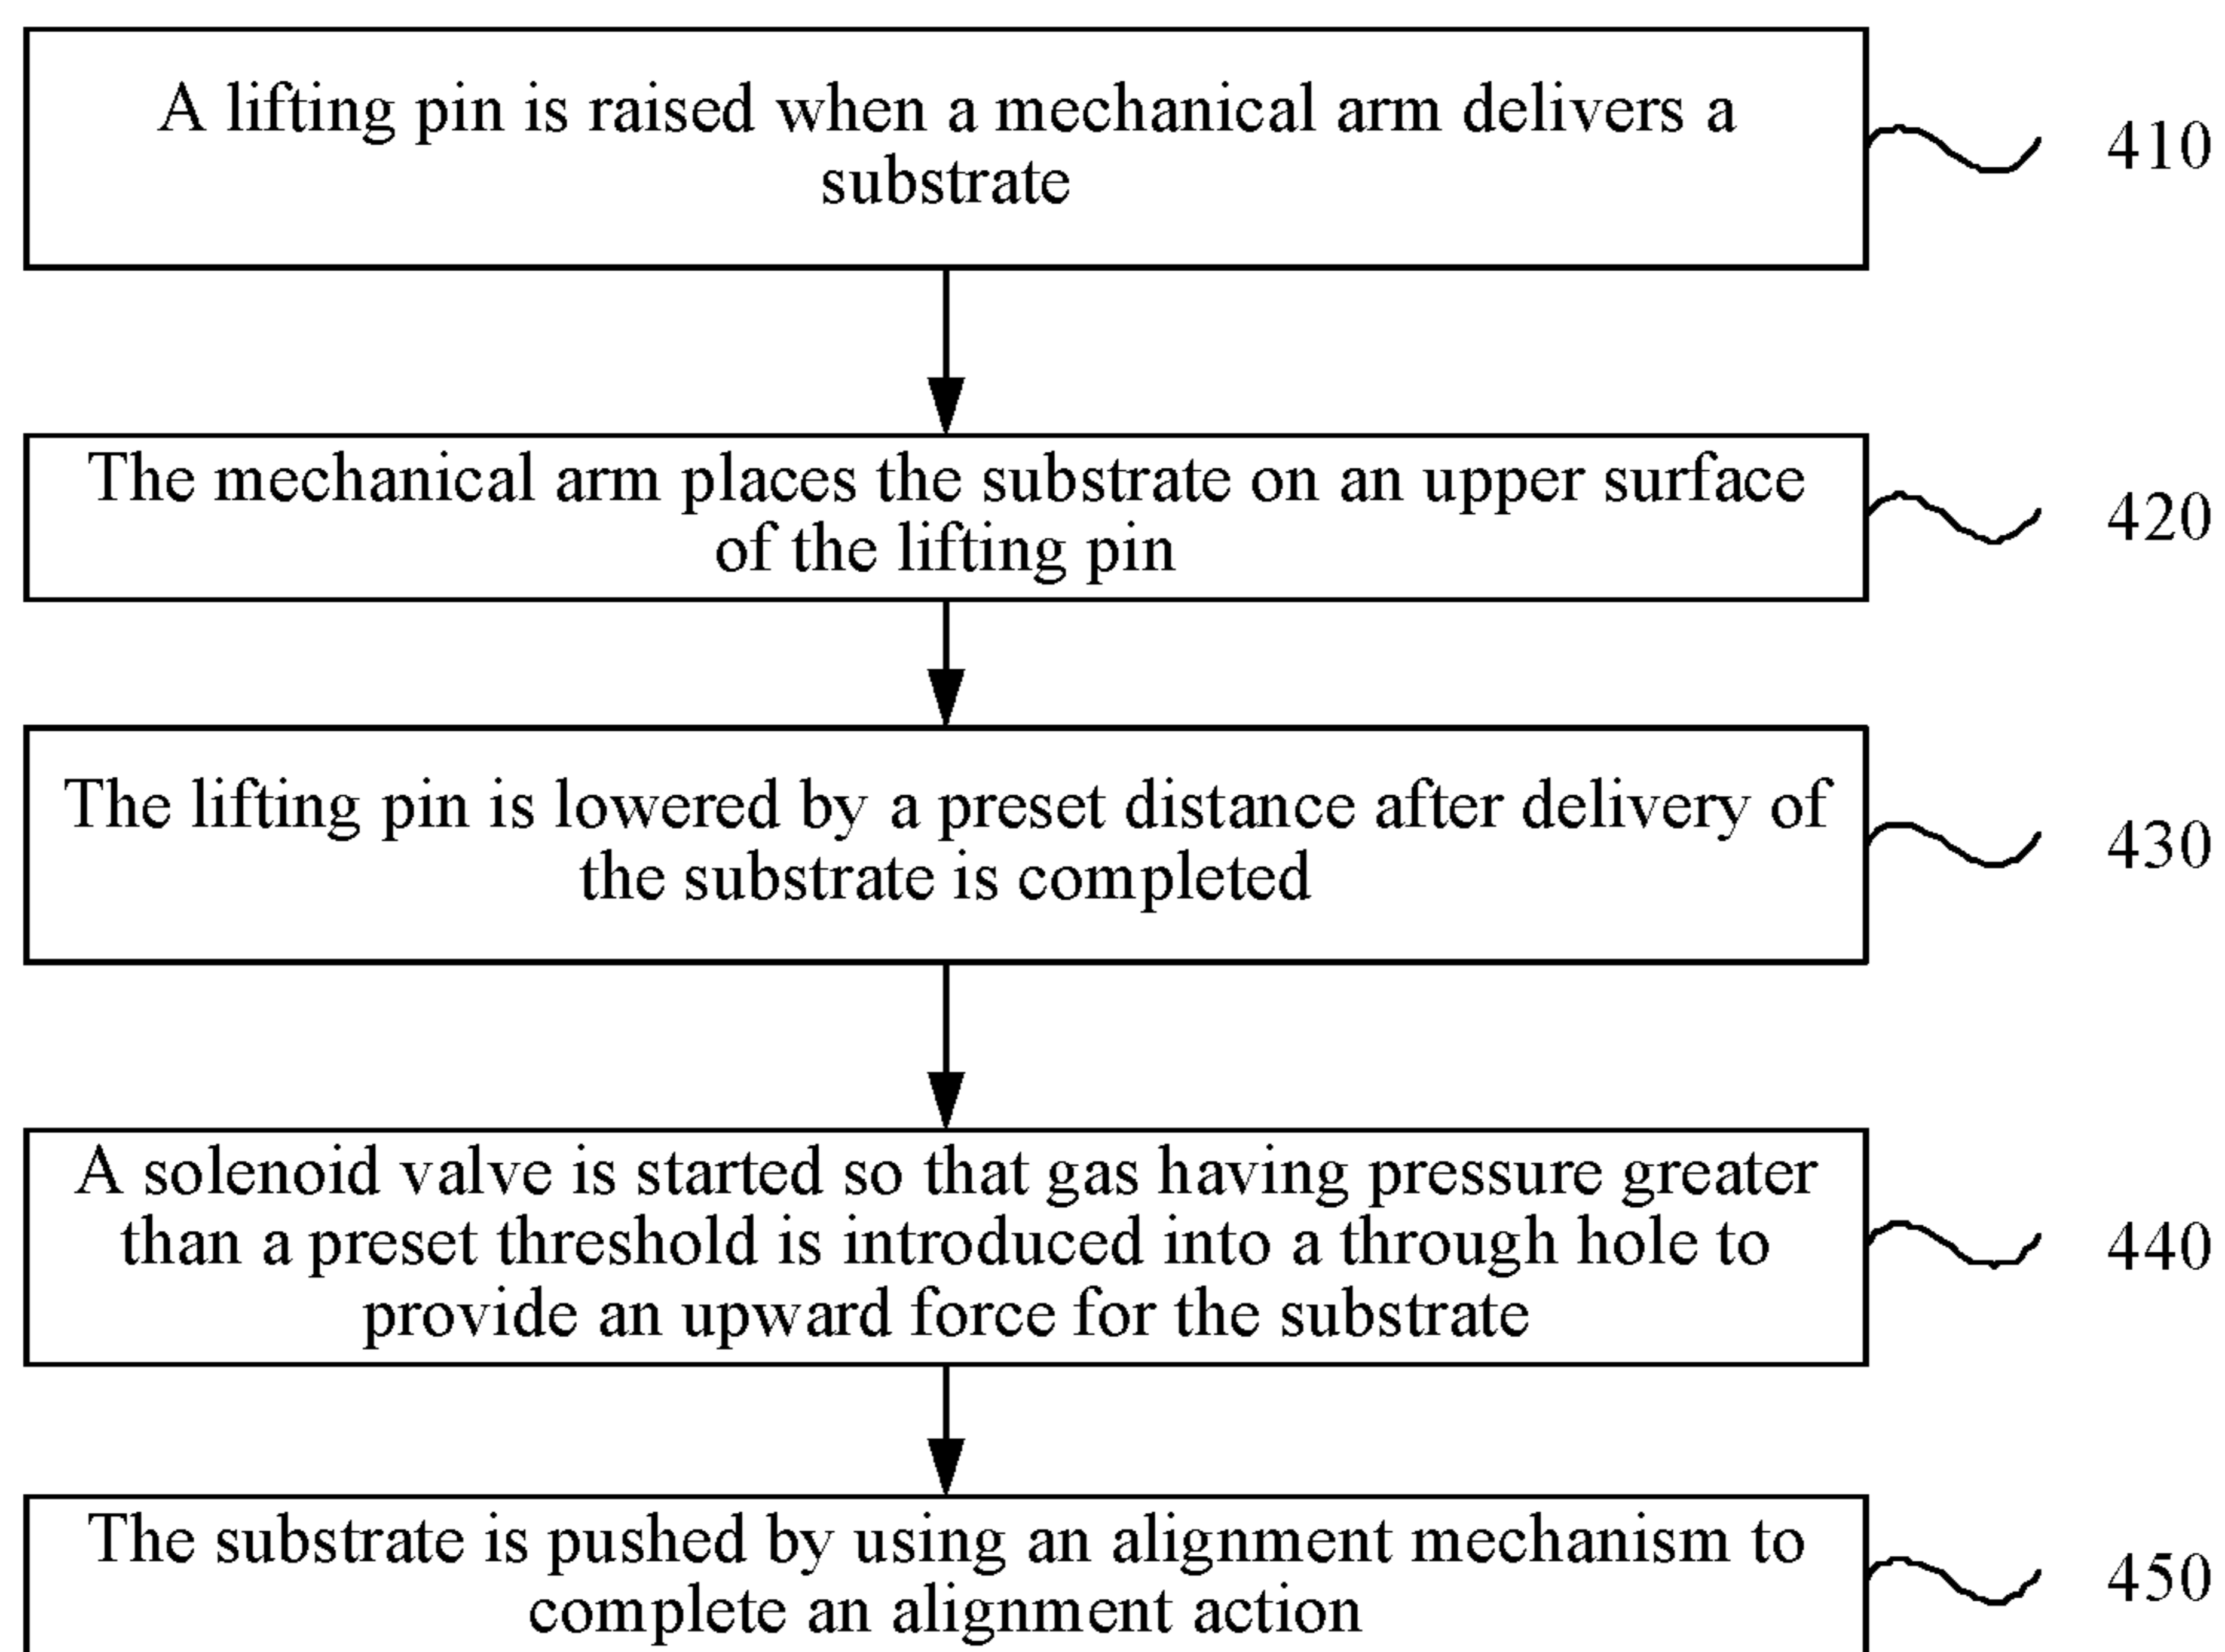 A lifting pin is raised when a mechanical arm delivers a
substrate
410
The mechanical arm places the substrate on an upper surface
of the lifting pin
420
The lifting pin is lowered by a preset distance after delivery of
the substrate is completed
430
A solenoid valve is started so that gas having pressure greater
than a preset threshold is introduced into a through hole to
provide an upward force for the substrate
440
The substrate is pushed by using an alignment mechanism to
complete an alignment action
450